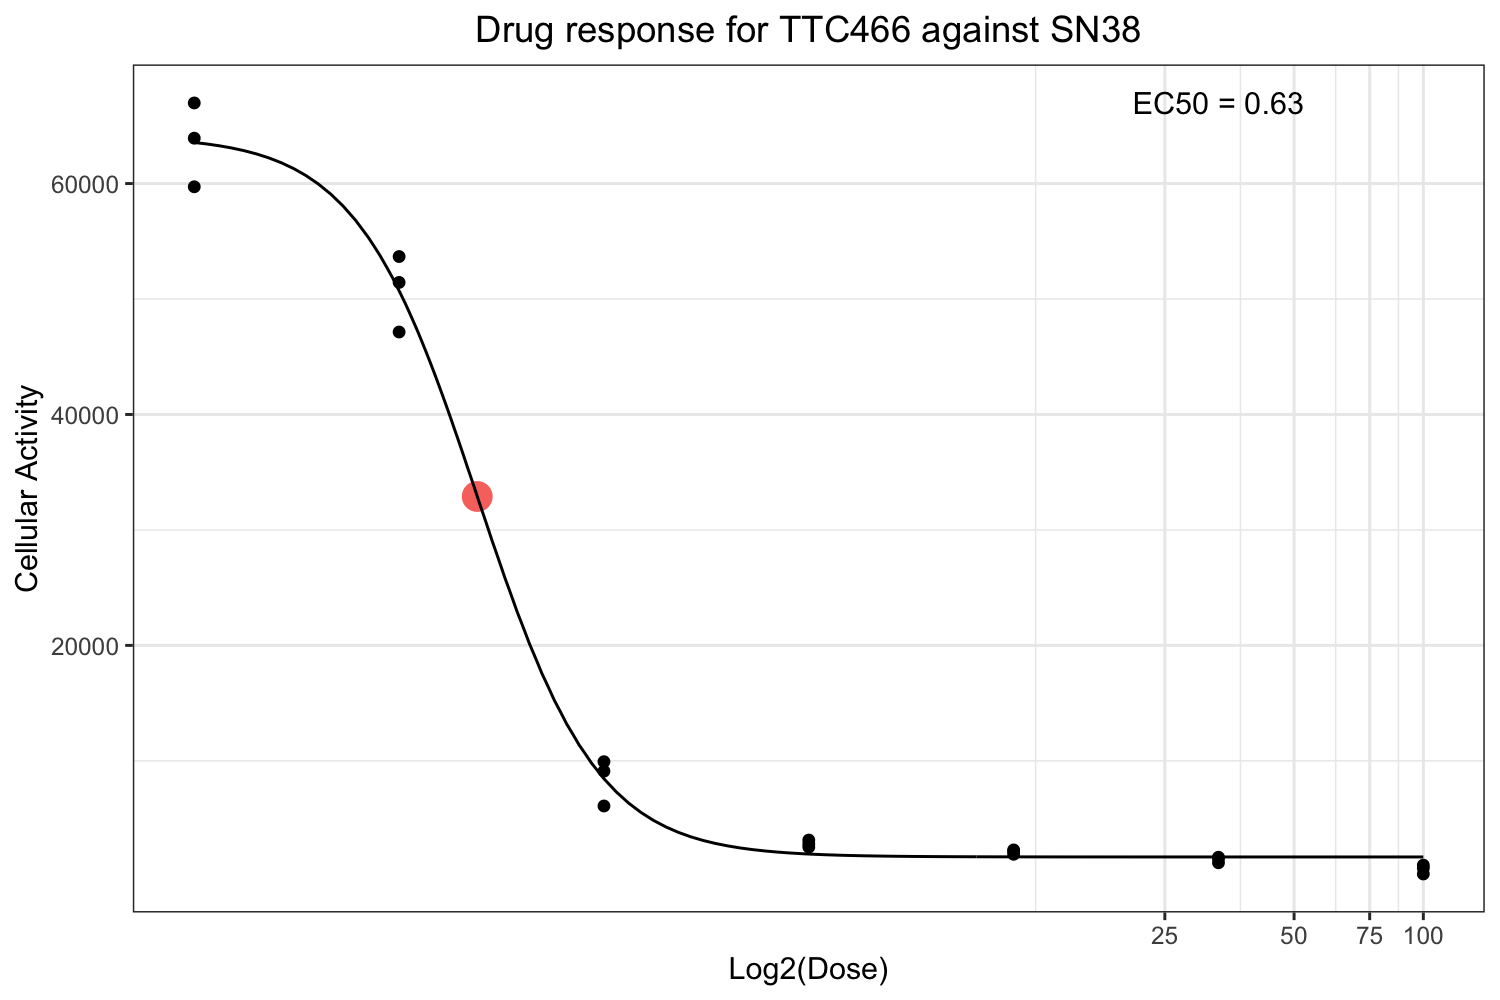 Drug response for TTC466 against SN38
EC50 = 0.63
60000
40000
20000
Cellular Activity
25 50 75 100
Log2(Dose)